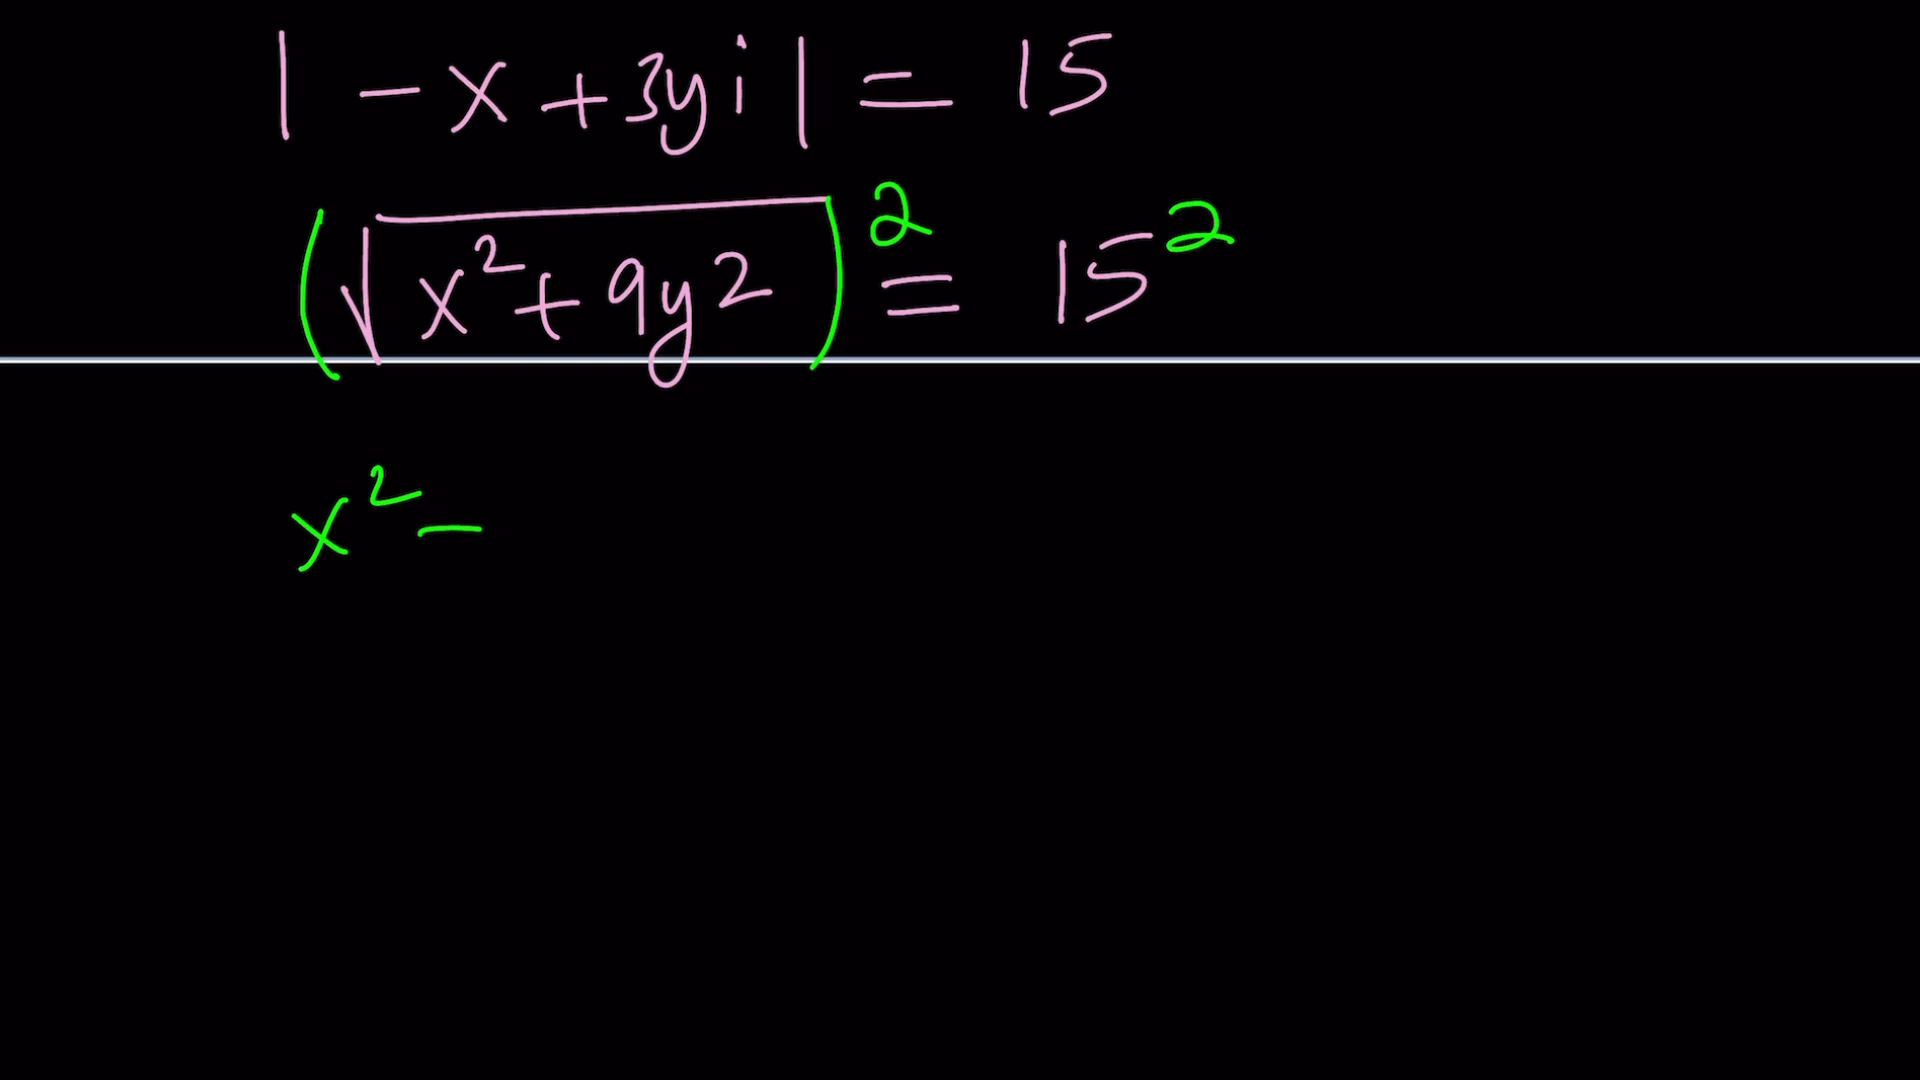 |-x+3yi| = 15
(√x²+9y2)² = 15²
x² -